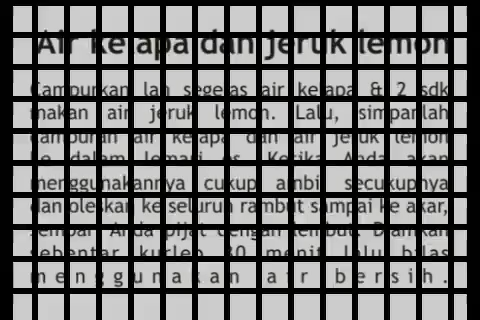 Air kelapa dan jeruk lemon
Campurkan lah segelas air kelapa & 2 sdk
makan air jeruk lemon. Lalu, simpanlah
campuran air kelapa dan air jeruk lemon
ke dalam lemari es. Ketika Anda akan
menggunakannya cukup ambil secukupnya
dan oleskan ke seluruh rambut sampai ke akar,
sembari Anda pijat dengan lembut. Diamkan
sebentar kurleb 30 menit lalu bilas
menggunakan air bersih.